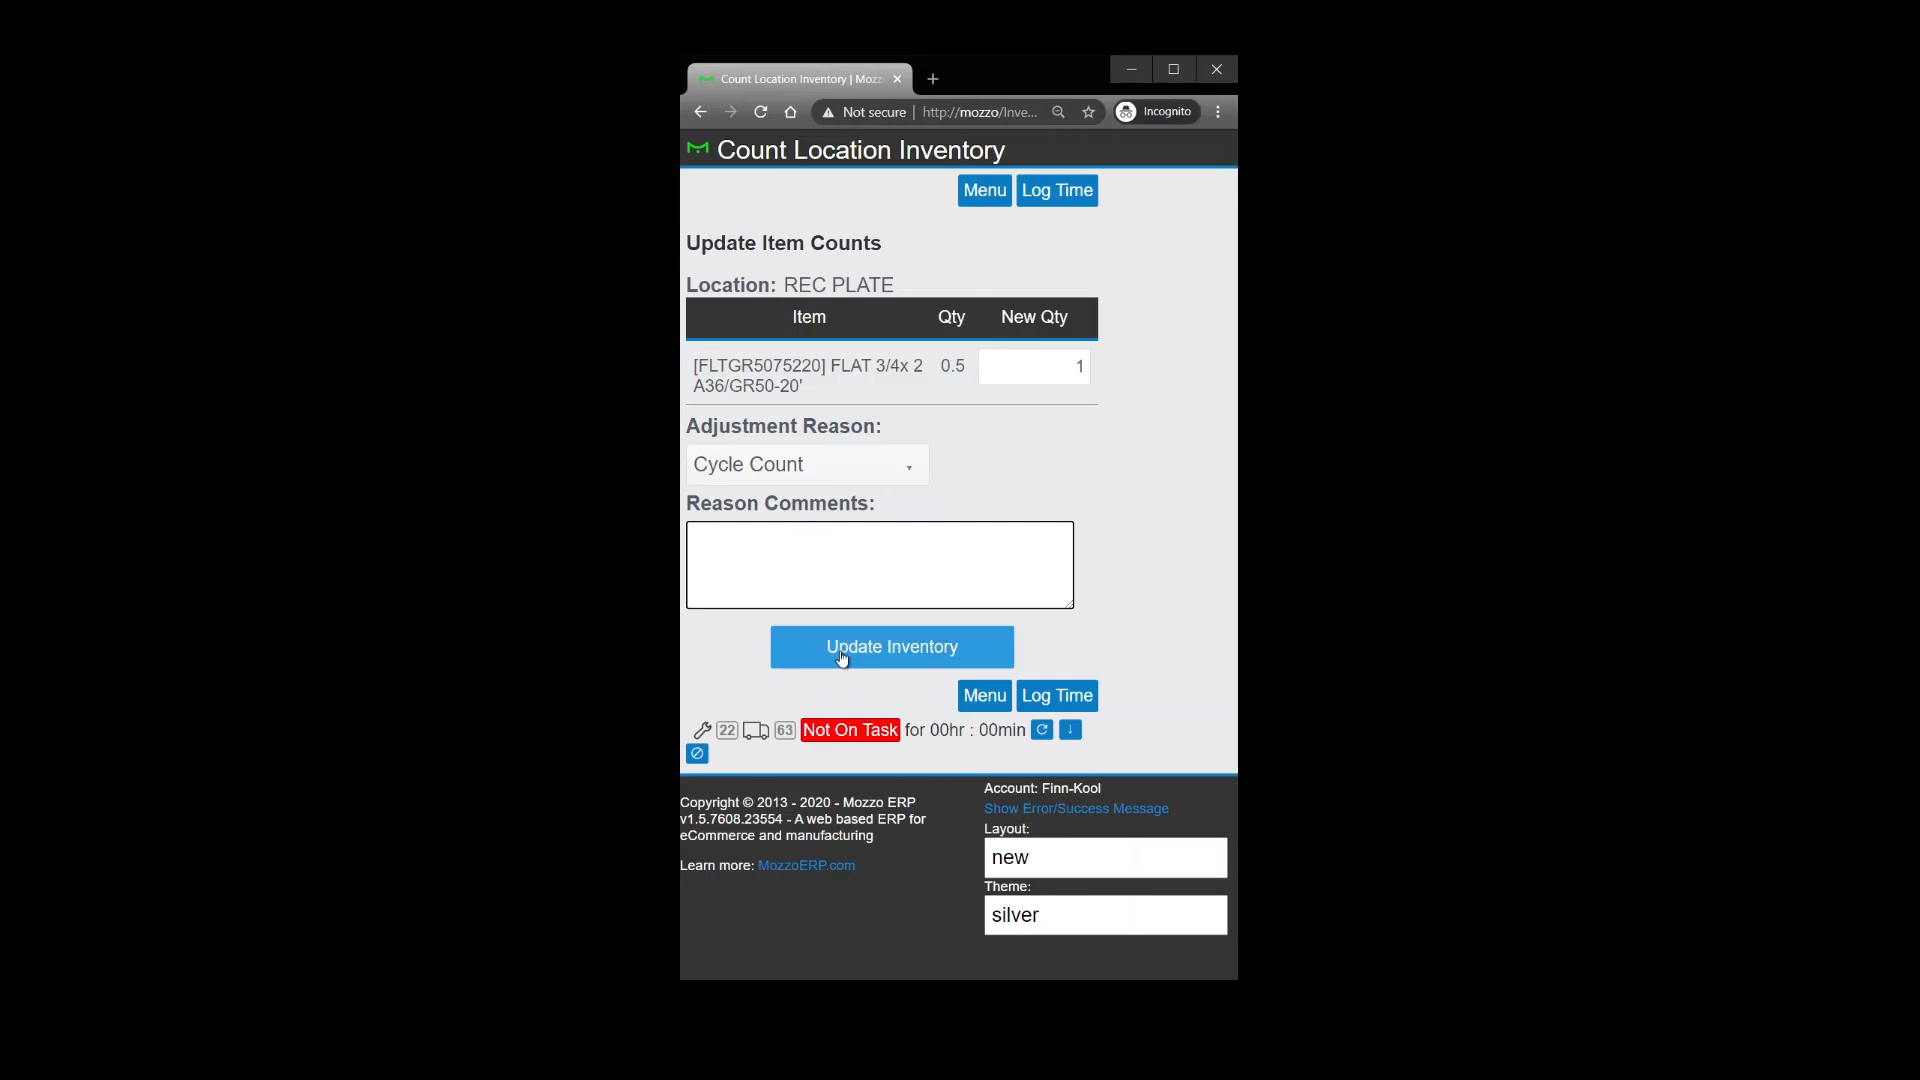 Count Location Inventory | Moz
Not secure | http://mozzo/Inve...
Incognito
Count Location Inventory
Menu Log Time
Update Item Counts
Location: REC PLATE
Item Qty New Qty
[FLTGR5075220] FLAT 3/4x 2 0.5 1
A36/GR50-20'
Adjustment Reason:
Cycle Count
Reason Comments:
Update Inventory
Menu Log Time
22 63 Not On Task for 00hr : 00min
Account: Finn-Kool
Copyright © 2013 - 2020 - Mozzo ERP
v1.5.7608.23554 - A web based ERP for
eCommerce and manufacturing
Learn more: MozzoERP.com
Show Error/Success Message
Layout:
new
Theme:
silver